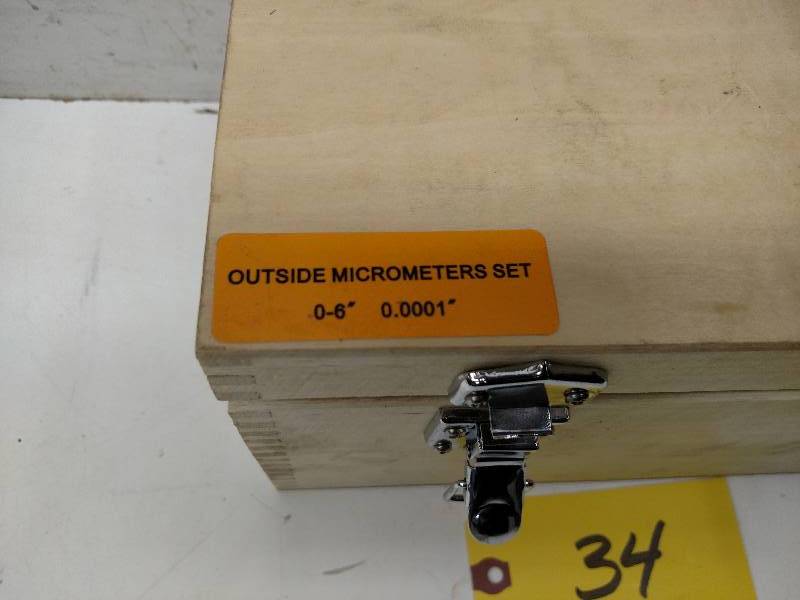 OUTSIDE MICROMETERS SET
0-6″ 0.0001″
34